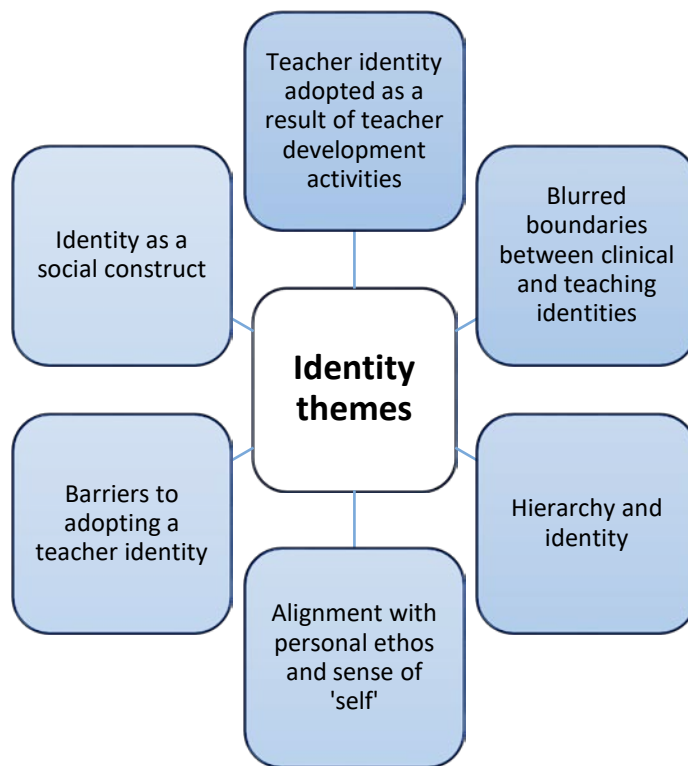 Teacher identity
adopted as a
result of teacher
development
activities
Blurred
boundaries
between clinical
and teaching
identities
Hierarchy and
identity
Alignment with
personal ethos
and sense of
'self'
Barriers to
adopting a
teacher identity
Identity as a
social construct
Identity
themes